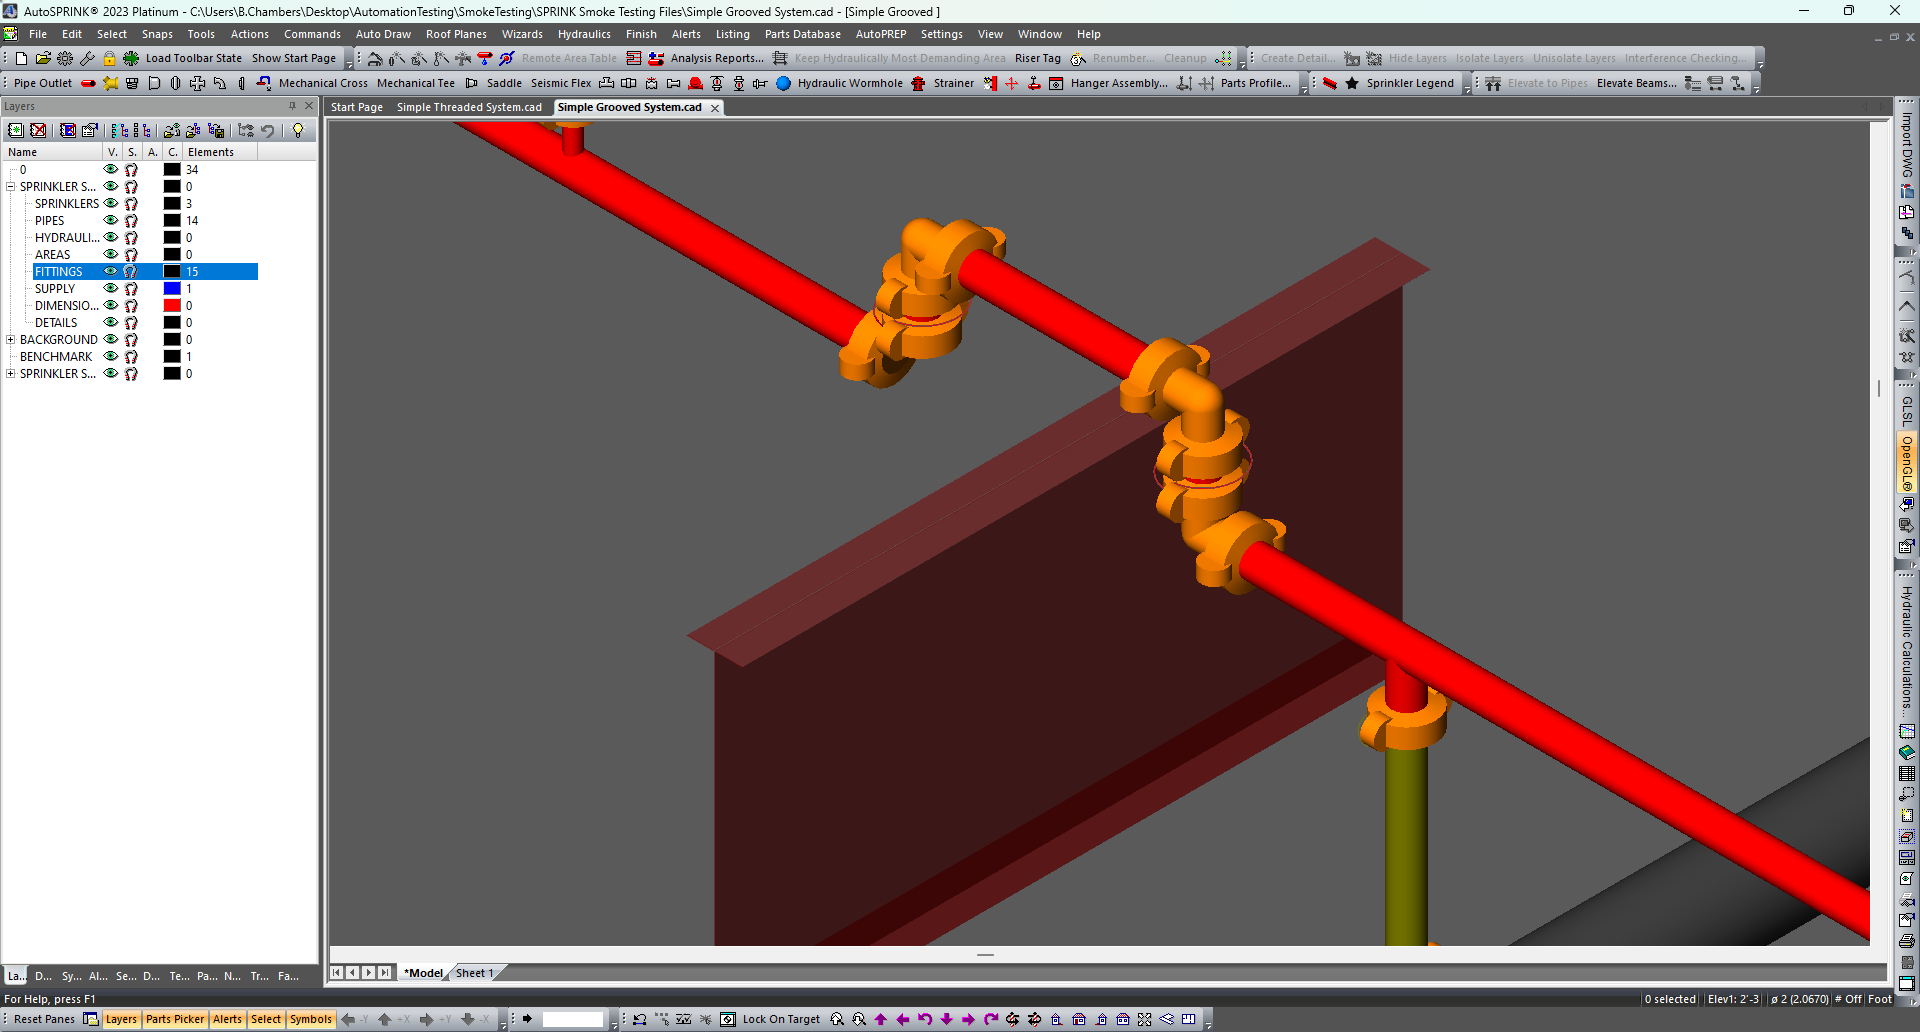 AutoSPRINK® 2023 Platinum - C:\Users\B.Chambers\Desktop\AutomationTesting\SmokeTesting\SPRINK Smoke Testing Files\Simple Grooved System.cad - [Simple Grooved ]
File Edit Select Snaps Tools Actions Commands Auto Draw Roof Planes Wizards Hydraulics Finish Alerts Listing Parts Database AutoPREP Settings View Window Help
Load Toolbar State Show Start Page Remote Area Table Analysis Reports... Keep Hydraulically Most Demanding Area Riser Tag Renumber... Cleanup Create Detail... Hide Layers Isolate Layers Unisolate Layers Interference Checking...
Pipe Outlet Mechanical Cross Mechanical Tee Saddle Seismic Flex Hydraulic Wormhole Strainer Hanger Assembly... Parts Profile... Sprinkler Legend Elevate to Pipes Elevate Beams...
Layers
Start Page Simple Threaded System.cad Simple Grooved System.cad
Name V. S. A. C. Elements
0 34
SPRINKLER S... 0
SPRINKLERS 3
PIPES 14
HYDRAULI... 0
AREAS 0
FITTINGS 15
SUPPLY 1
DIMENSIO... 0
DETAILS 0
BACKGROUND 0
BENCHMARK 1
SPRINKLER S... 0
Import DWG
GLSL
OpenGL®
Hydraulic Calculations...
La... D... Sy... Al... Se... D... Te... Pa... N... Tr... Fa...
*Model Sheet 1
For Help, press F1
0 selected Elev1: 2'-3 ø 2 (2.0670) # Off Foot
Reset Panes Layers Parts Picker Alerts Select Symbols -Y +X +Y -X Lock On Target